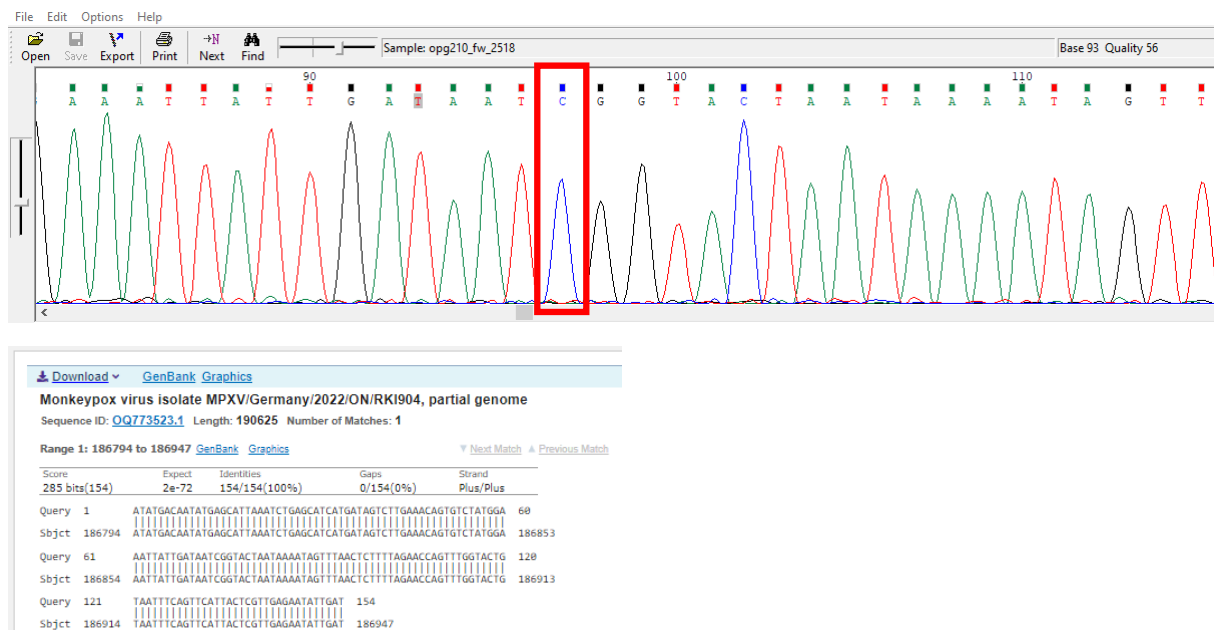 File Edit Options Help
Open Save Export Print Next Find Sample: opg210_fw_2518 Base 93 Quality 56
90 100 110
A A A T T A T T G A T A A T C G G T A C T A A T A A A A T A G T T
Download GenBank Graphics
Monkeypox virus isolate MPXV/Germany/2022/ON/RKI904, partial genome
Sequence ID: OQ773523.1 Length: 190625 Number of Matches: 1
Range 1: 186794 to 186947 GenBank Graphics Next Match Previous Match
Score Expect Identities Gaps Strand
285 bits(154) 2e-72 154/154(100%) 0/154(0%) Plus/Plus
Query 1 ATATGACAATATGAGCATTAAATCTGAGCATCATGATAGTCTTGAAACAGTGTCTATGGA 60
Sbjct 186794 ATATGACAATATGAGCATTAAATCTGAGCATCATGATAGTCTTGAAACAGTGTCTATGGA 186853
Query 61 AATTATTGATAATCGGTACTAATAAAATAGTTTAACTCTTTTAGAACCAGTTTGGTACTG 120
Sbjct 186854 AATTATTGATAATCGGTACTAATAAAATAGTTTAACTCTTTTAGAACCAGTTTGGTACTG 186913
Query 121 TAATTTCAGTTCATTACTCGTTGAGAATATTGAT 154
Sbjct 186914 TAATTTCAGTTCATTACTCGTTGAGAATATTGAT 186947